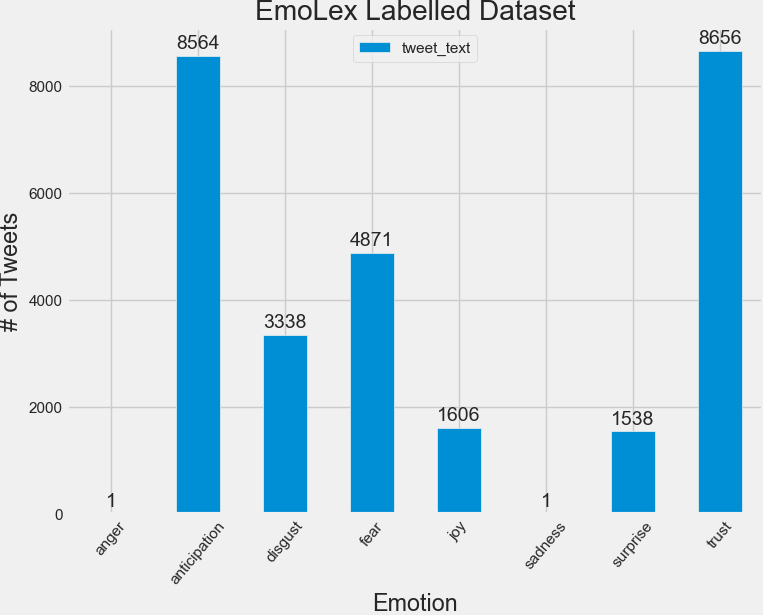 EmoLex Labelled Dataset
tweet_text
# of Tweets
8000
6000
4000
2000
0
1
8564
3338
4871
1606
1
1538
8656
anger
anticipation
disgust
fear
joy
sadness
surprise
trust
Emotion